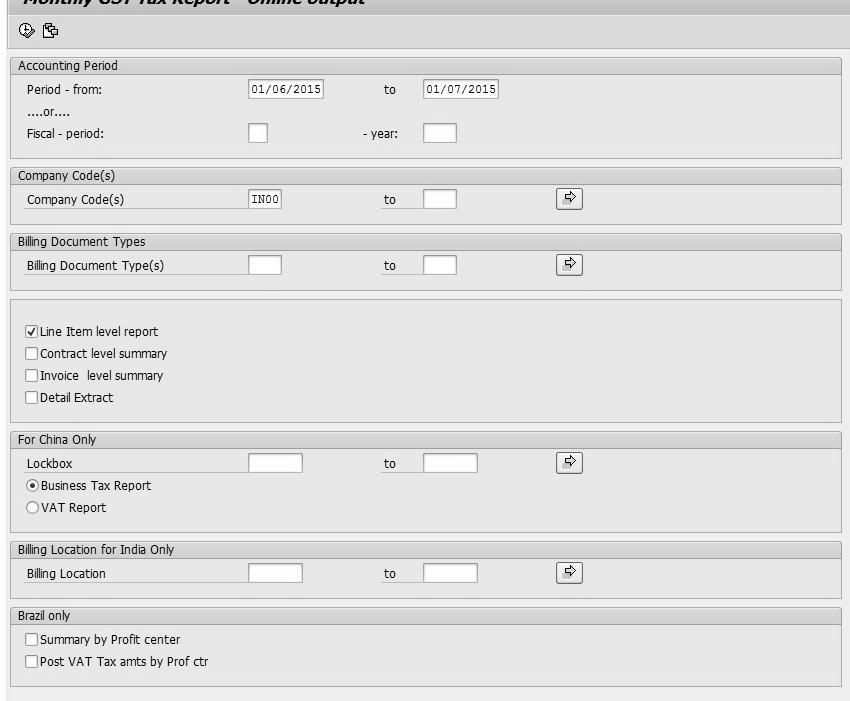 Monthly GST Tax Report - Online output
Accounting Period
Period - from: 01/06/2015 to 01/07/2015
....or....
Fiscal - period: - year:
Company Code(s)
Company Code(s) IN00 to
Billing Document Types
Billing Document Type(s) to
Line Item level report
Contract level summary
Invoice level summary
Detail Extract
For China Only
Lockbox to
Business Tax Report
VAT Report
Billing Location for India Only
Billing Location to
Brazil only
Summary by Profit center
Post VAT Tax amts by Prof ctr